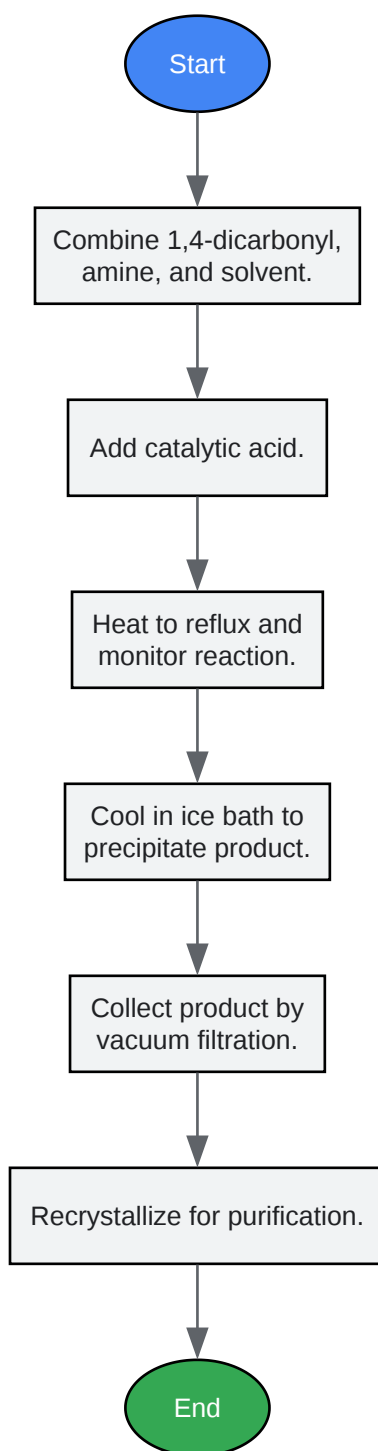 Start
Combine 1,4-dicarbonyl,
amine, and solvent.
Add catalytic acid.
Heat to reflux and
monitor reaction.
Cool in ice bath to
precipitate product.
Collect product by
vacuum filtration.
Recrystallize for purification.
End